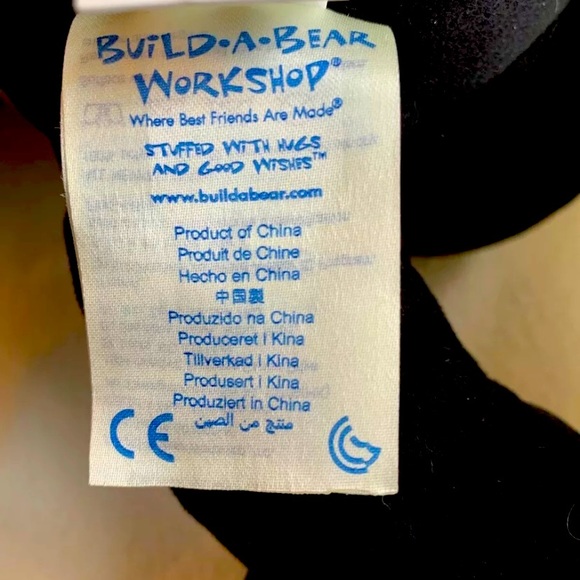 BUILD•A•BEAR
WORKSHOP®
Where Best Friends Are Made®
STUFFED WITH HUGS
AND GOOD WISHES™
www.buildabear.com
Product of China
Produit de Chine
Hecho en China
中国製
Produzido na China
Produceret i Kina
Tillverkad i Kina
Produsert i Kina
Produziert in China
منتج من الصين
CE